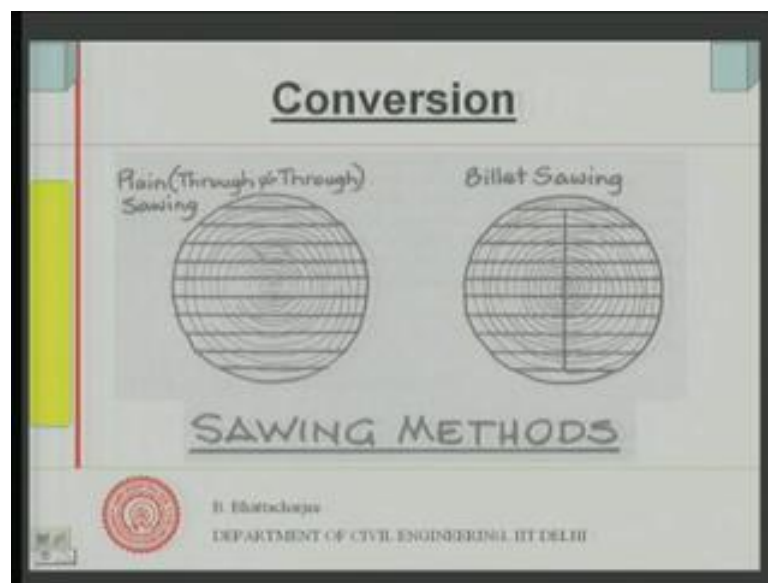 Conversion
Plain (Through & Through)
Sawing
Billet Sawing
SAWING METHODS
B. Bhattacharjee
DEPARTMENT OF CIVIL ENGINEERING, IIT DELHI